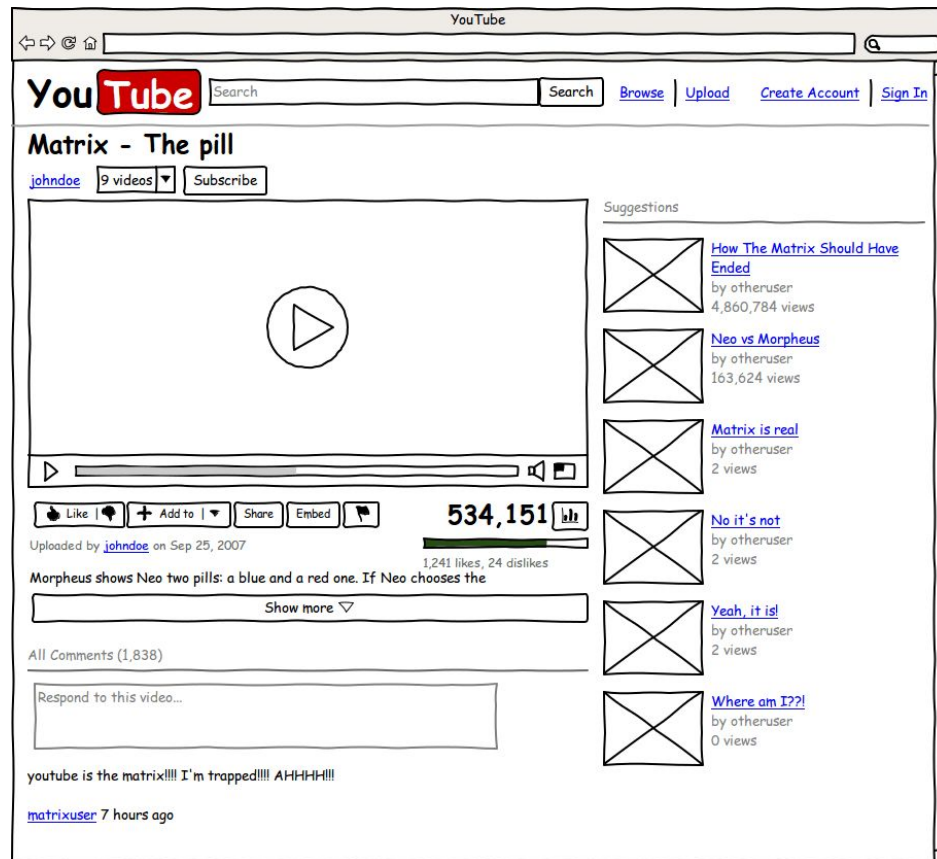 YouTube
You Tube
Search
Search
Browse
Upload
Create Account
Sign In
Matrix - The pill
johndoe
9 videos
Subscribe
Like
Add to
Share
Embed
534,151
Uploaded by johndoe on Sep 25, 2007
1,241 likes, 24 dislikes
Morpheus shows Neo two pills: a blue and a red one. If Neo chooses the
Show more
All Comments (1,838)
Respond to this video...
youtube is the matrix!!!! I'm trapped!!!! AHHHH!!!
matrixuser 7 hours ago
Suggestions
How The Matrix Should Have
Ended
by otheruser
4,860,784 views
Neo vs Morpheus
by otheruser
163,624 views
Matrix is real
by otheruser
2 views
No it's not
by otheruser
2 views
Yeah, it is!
by otheruser
2 views
Where am I??!
by otheruser
0 views